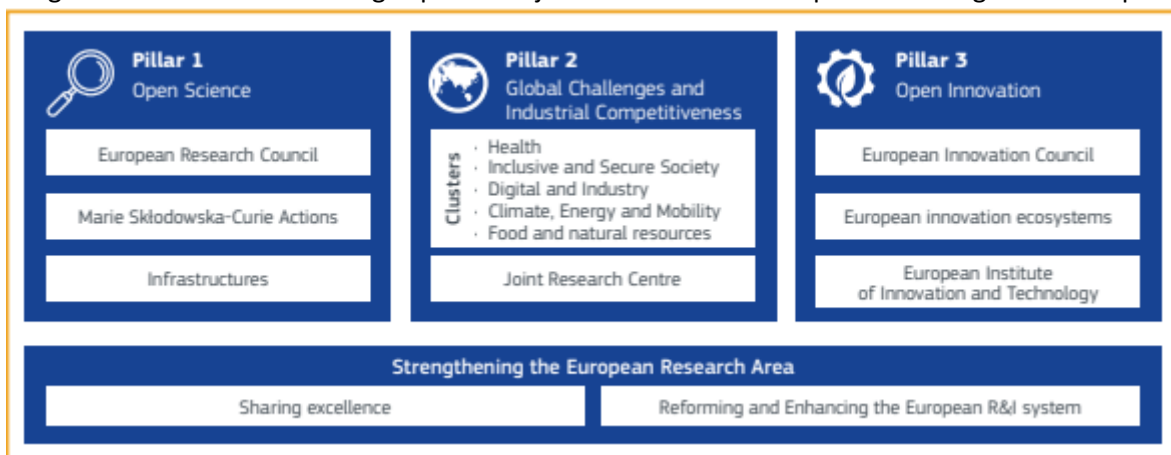 Pillar 1
Open Science
European Research Council
Marie Skłodowska-Curie Actions
Infrastructures
Pillar 2
Global Challenges and
Industrial Competitiveness
Clusters
· Health
· Inclusive and Secure Society
· Digital and Industry
· Climate, Energy and Mobility
· Food and natural resources
Joint Research Centre
Pillar 3
Open Innovation
European Innovation Council
European innovation ecosystems
European Institute
of Innovation and Technology
Strengthening the European Research Area
Sharing excellence
Reforming and Enhancing the European R&I system